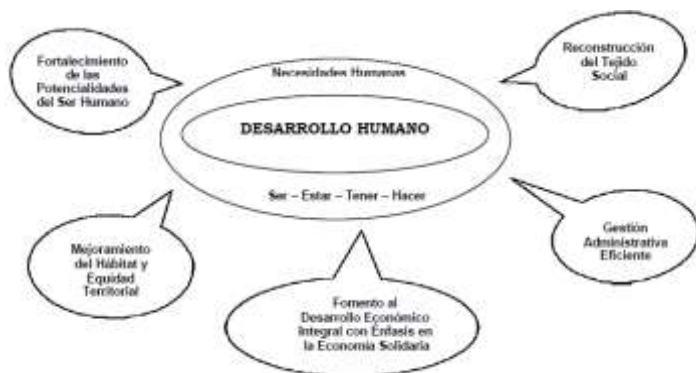 Fortalecimiento
de las
Potencialidades
del Ser Humano
Necesidades Humanas
Reconstrucción
del Tejido
Social
DESARROLLO HUMANO
Ser – Estar – Tener – Hacer
Mejoramiento
del Hábitat y
Equidad
Territorial
Gestión
Administrativa
Eficiente
Fomento al
Desarrollo Económico
Integral con Énfasis en
la Economía Solidaria